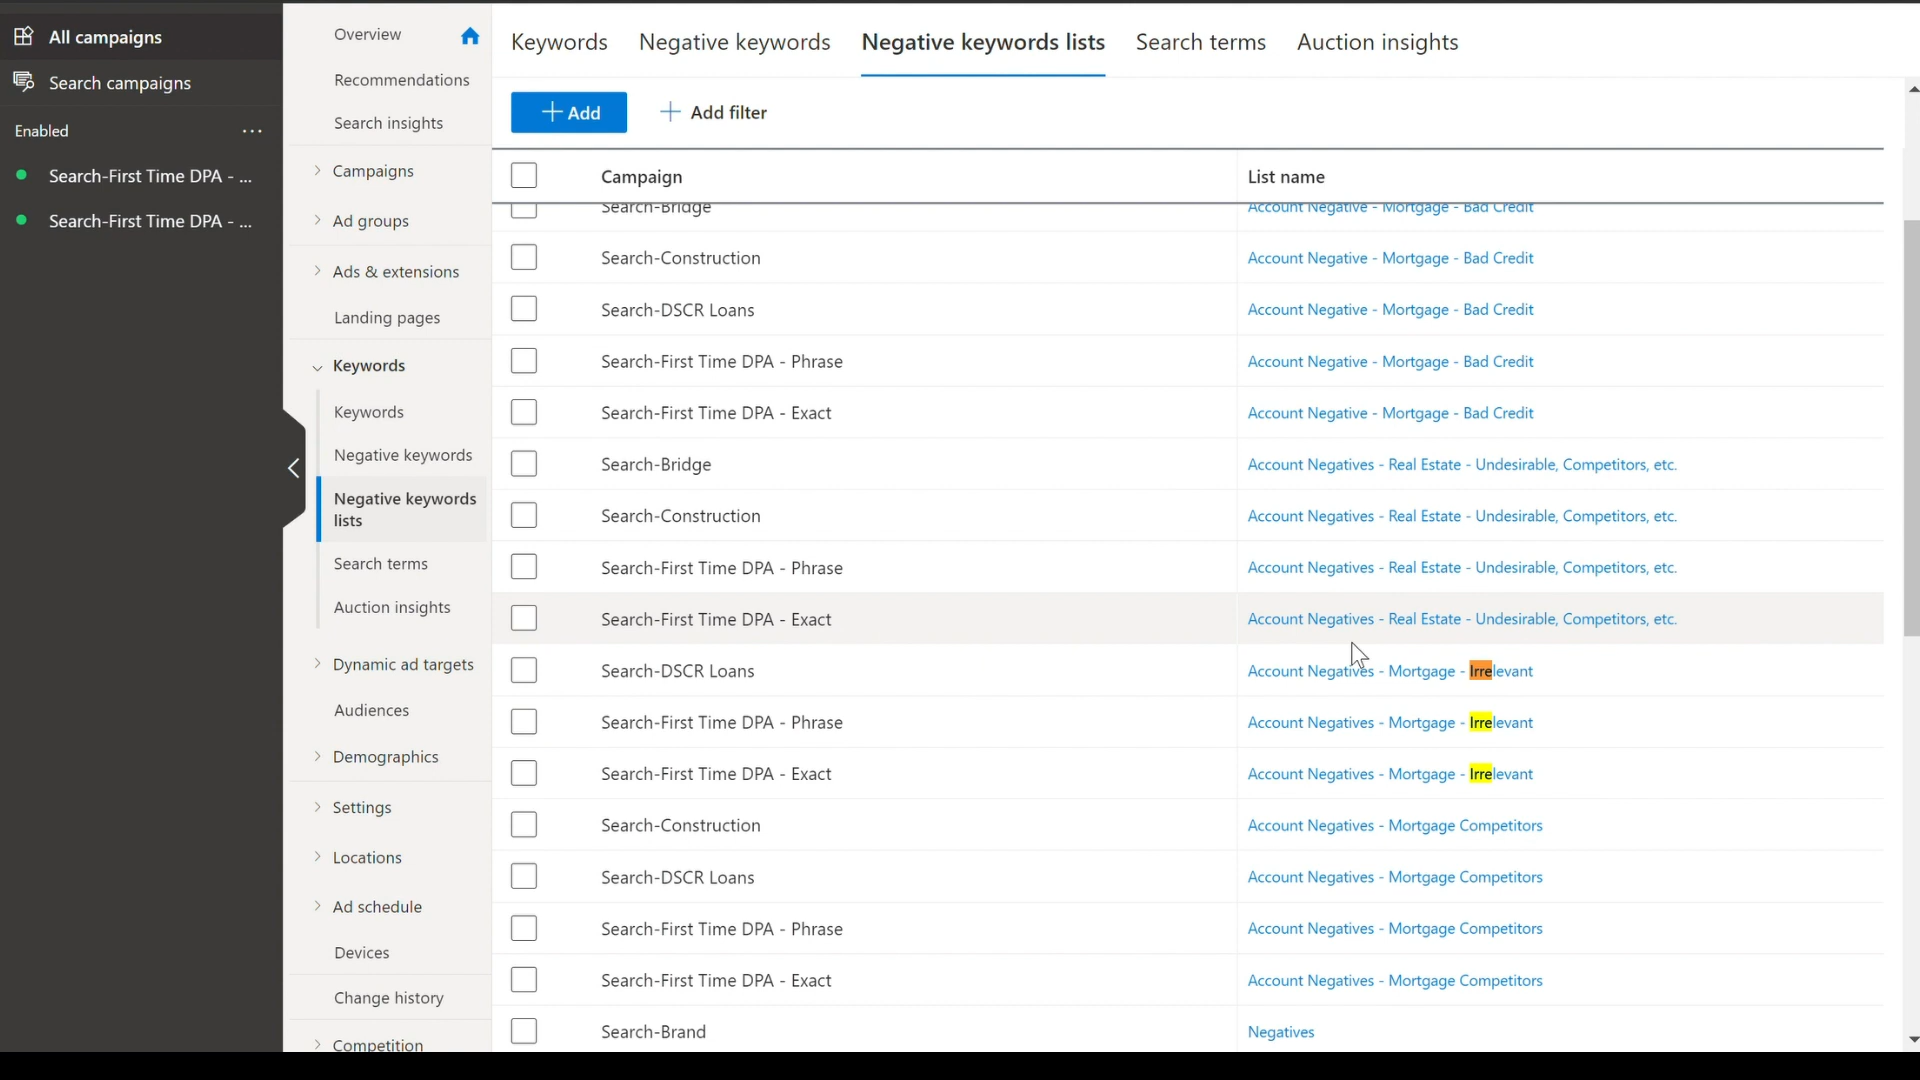 All campaigns
Search campaigns
Enabled
Search-First Time DPA - ...
Search-First Time DPA - ...
Overview
Recommendations
Search insights
Campaigns
Ad groups
Ads & extensions
Landing pages
Keywords
Keywords
Negative keywords
Negative keywords
lists
Search terms
Auction insights
Dynamic ad targets
Audiences
Demographics
Settings
Locations
Ad schedule
Devices
Change history
Competition
Keywords Negative keywords Negative keywords lists Search terms Auction insights
Add Add filter
Campaign List name
Search-Bridge Account Negative - Mortgage - Bad Credit
Search-Construction Account Negative - Mortgage - Bad Credit
Search-DSCR Loans Account Negative - Mortgage - Bad Credit
Search-First Time DPA - Phrase Account Negative - Mortgage - Bad Credit
Search-First Time DPA - Exact Account Negative - Mortgage - Bad Credit
Search-Bridge Account Negatives - Real Estate - Undesirable, Competitors, etc.
Search-Construction Account Negatives - Real Estate - Undesirable, Competitors, etc.
Search-First Time DPA - Phrase Account Negatives - Real Estate - Undesirable, Competitors, etc.
Search-First Time DPA - Exact Account Negatives - Real Estate - Undesirable, Competitors, etc.
Search-DSCR Loans Account Negatives - Mortgage - Irrelevant
Search-First Time DPA - Phrase Account Negatives - Mortgage - Irrelevant
Search-First Time DPA - Exact Account Negatives - Mortgage - Irrelevant
Search-Construction Account Negatives - Mortgage Competitors
Search-DSCR Loans Account Negatives - Mortgage Competitors
Search-First Time DPA - Phrase Account Negatives - Mortgage Competitors
Search-First Time DPA - Exact Account Negatives - Mortgage Competitors
Search-Brand Negatives